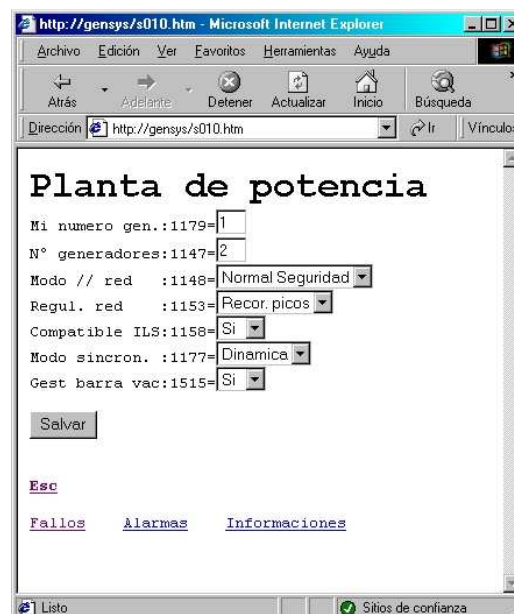 http://gensys/s010.htm - Microsoft Internet Explorer
Archivo Edición Ver Favoritos Herramientas Ayuda
Atrás Adelante Detener Actualizar Inicio Búsqueda »
Dirección http://gensys/s010.htm Ir Vínculos
Planta de potencia
Mi numero gen.:1179=1
N° generadores:1147=2
Modo // red :1148=Normal Seguridad
Regul. red :1153=Recor. picos
Compatible ILS:1158=Si
Modo sincron. :1177=Dinamica
Gest barra vac:1515=Si
Salvar
Esc
Fallos Alarmas Informaciones
Listo Sitios de confianza